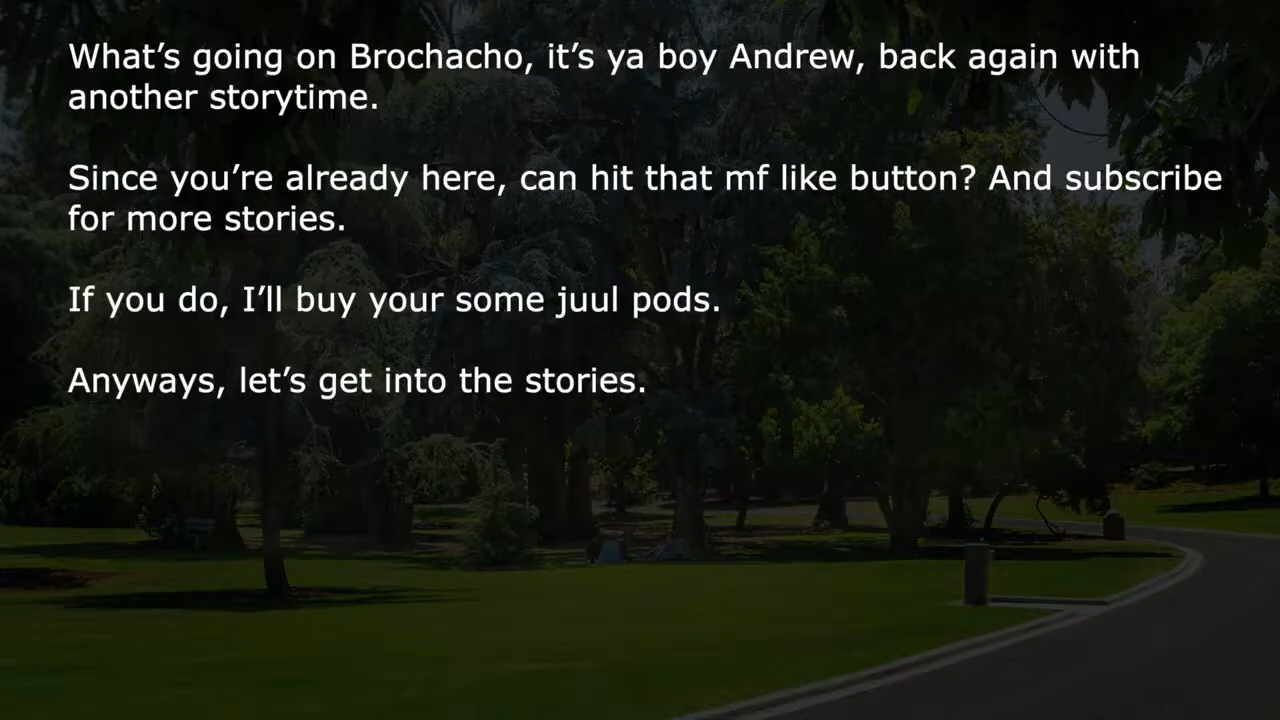 What’s going on Brochacho, it’s ya boy Andrew, back again with
another storytime.
Since you’re already here, can hit that mf like button? And subscribe
for more stories.
If you do, I’ll buy your some juul pods.
Anyways, let’s get into the stories.